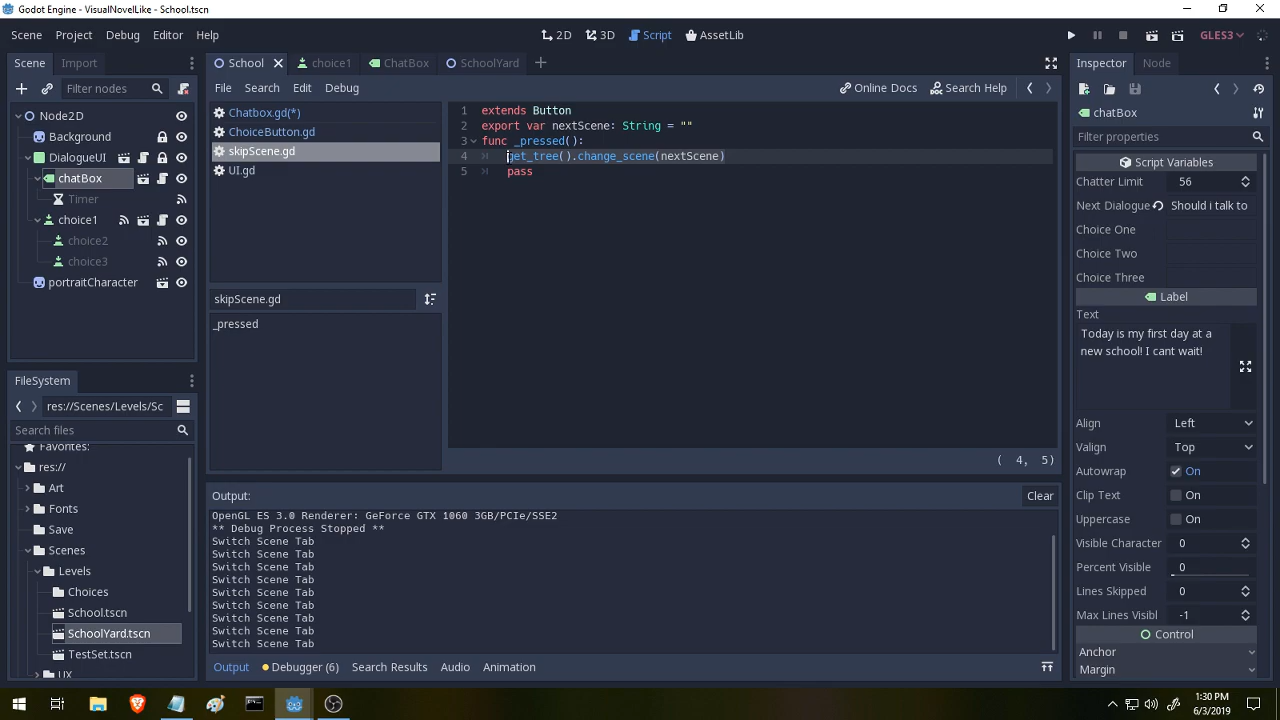 Godot Engine - VisualNovelLike - School.tscn
Scene Project Debug Editor Help
2D 3D Script AssetLib
GLES3
Scene Import
School choice1 ChatBox SchoolYard
Inspector Node
Filter nodes
File Search Edit Debug
Online Docs Search Help
Node2D
Background
DialogueUI
chatBox
Timer
choice1
choice2
choice3
portraitCharacter
Chatbox.gd(*)
ChoiceButton.gd
skipScene.gd
UI.gd
skipScene.gd
_pressed
1 extends Button
2 export var nextScene: String = ""
3 func _pressed():
4 get_tree().change_scene(nextScene)
5 pass
( 4, 5)
chatBox
Filter properties
Script Variables
Chatter Limit 56
Next Dialogue Should i talk to
Choice One
Choice Two
Choice Three
Label
Text
Today is my first day at a
new school! I cant wait!
Align Left
Valign Top
Autowrap On
Clip Text On
Uppercase On
Visible Character 0
Percent Visible 0
Lines Skipped 0
Max Lines Visibl -1
Control
Anchor
Margin
FileSystem
res://Scenes/Levels/Sc
Search files
Favorites:
res://
Art
Fonts
Save
Scenes
Levels
Choices
School.tscn
SchoolYard.tscn
TestSet.tscn
UX
Output:
Clear
OpenGL ES 3.0 Renderer: GeForce GTX 1060 3GB/PCIe/SSE2
** Debug Process Stopped **
Switch Scene Tab
Switch Scene Tab
Switch Scene Tab
Switch Scene Tab
Switch Scene Tab
Switch Scene Tab
Switch Scene Tab
Switch Scene Tab
Switch Scene Tab
Output Debugger (6) Search Results Audio Animation
1:30 PM
6/3/2019